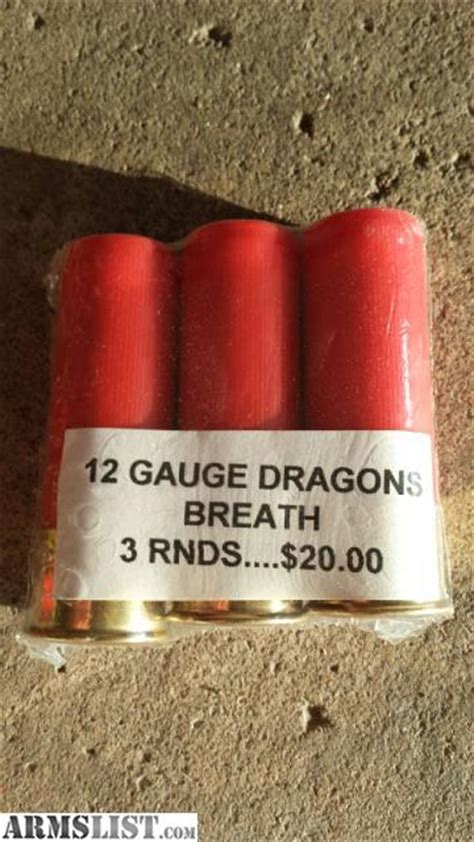 12 GAUGE DRAGONS
BREATH
3 RNDS....$20.00
ARMSLIST.COM